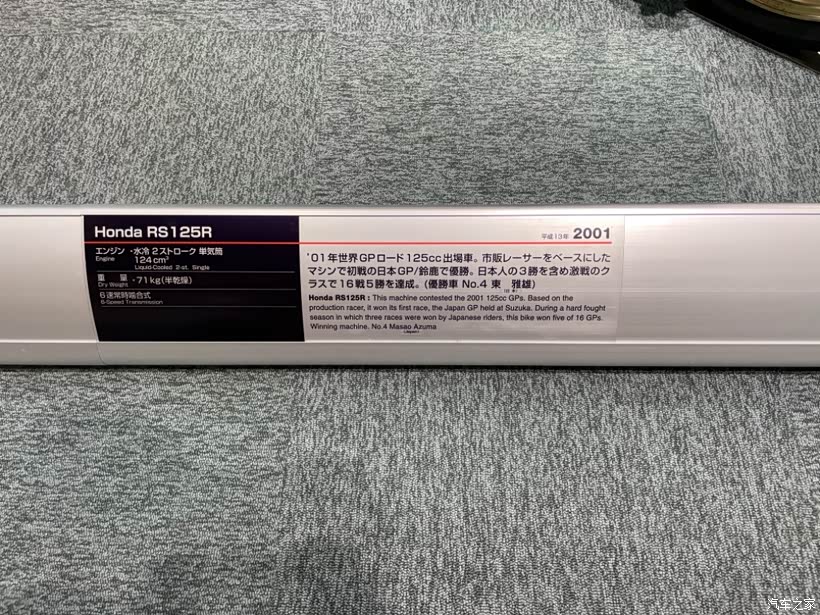 Honda RS125R
平成13年 2001
エンジン ・水冷 2ストローク 単気筒
Engine 124cm³
Liquid-Cooled 2-st. Single
重量 ・71kg(半乾燥)
Dry Weight
6速常時噛合式
6-Speed Transmission
'01年世界GPロード125cc出場車。市販レーサーをベースにした
マシンで初戦の日本GP/鈴鹿で優勝。日本人の3勝を含め激戦のク
ラスで16戦5勝を達成。(優勝車 No.4 東 雅雄)
(日本)
Honda RS125R : This machine contested the 2001 125cc GPs. Based on the
production racer, it won its first race, the Japan GP held at Suzuka. During a hard fought
season in which three races were won by Japanese riders, this bike won five of 16 GPs.
Winning machine. No.4 Masao Azuma
(Japan)
汽车之家